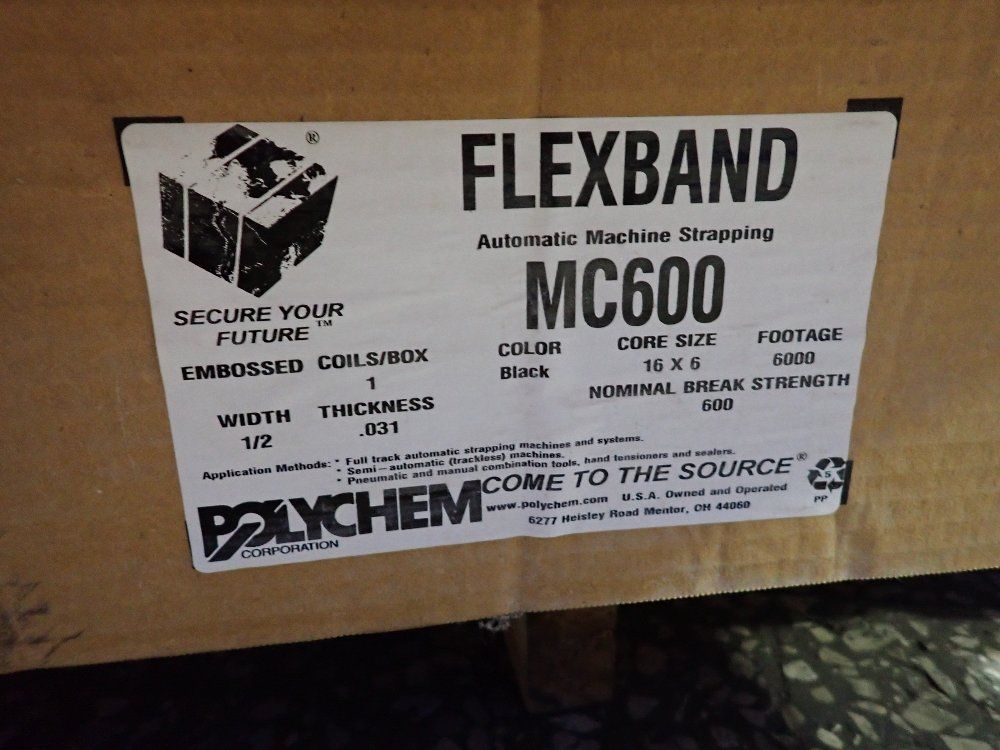 ®
FLEXBAND
Automatic Machine Strapping
MC600
SECURE YOUR
FUTURE ™
EMBOSSED COILS/BOX
1
COLOR
Black
CORE SIZE
16 X 6
FOOTAGE
6000
NOMINAL BREAK STRENGTH
600
WIDTH
1/2
THICKNESS
.031
Application Methods: * Full track automatic strapping machines and systems.
* Semi-automatic (trackless) machines.
* Pneumatic and manual combination tools, hand tensioners and sealers.
POLYCHEM
CORPORATION
COME TO THE SOURCE ®
www.polychem.com U.S.A. Owned and Operated
6277 Heisley Road Mentor, OH 44060
5
PP